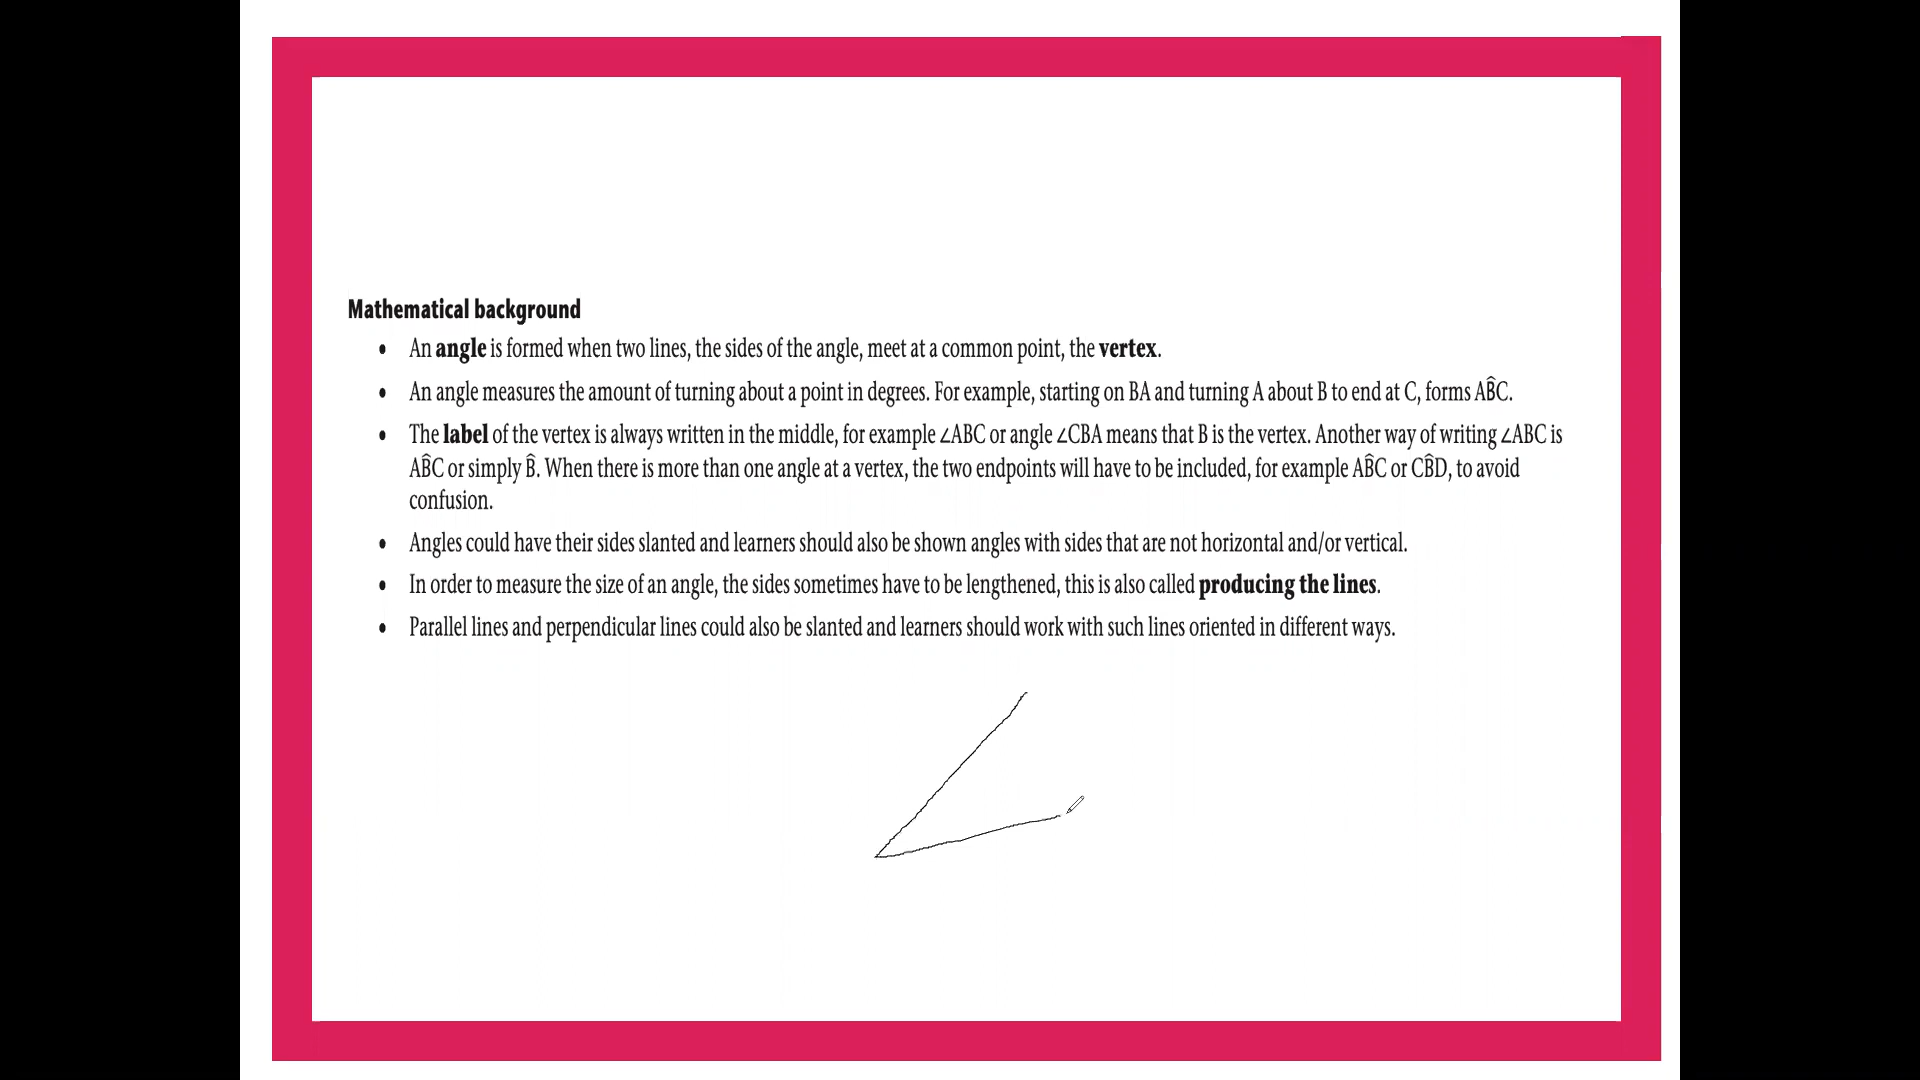 Mathematical background
• An angle is formed when two lines, the sides of the angle, meet at a common point, the vertex.
• An angle measures the amount of turning about a point in degrees. For example, starting on BA and turning A about B to end at C, forms AB̂C.
• The label of the vertex is always written in the middle, for example ∠ABC or angle ∠CBA means that B is the vertex. Another way of writing ∠ABC is
AB̂C or simply B̂. When there is more than one angle at a vertex, the two endpoints will have to be included, for example AB̂C or CB̂D, to avoid
confusion.
• Angles could have their sides slanted and learners should also be shown angles with sides that are not horizontal and/or vertical.
• In order to measure the size of an angle, the sides sometimes have to be lengthened, this is also called producing the lines.
• Parallel lines and perpendicular lines could also be slanted and learners should work with such lines oriented in different ways.